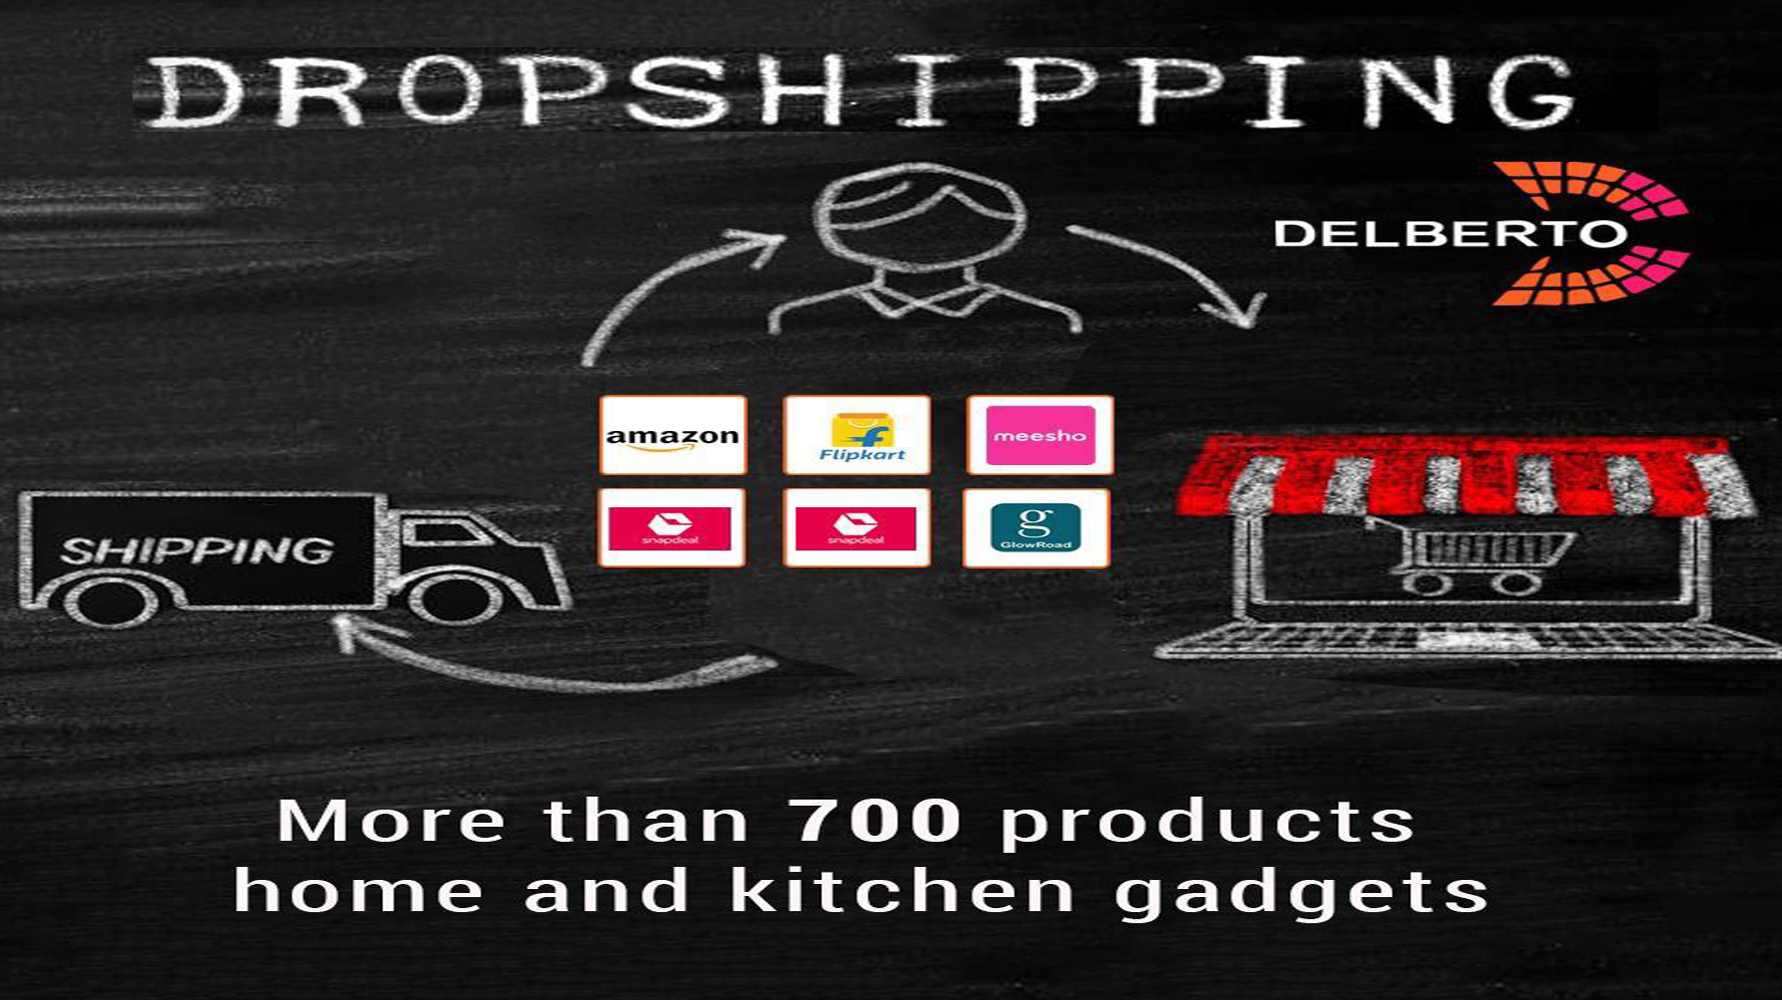 DROPSHIPPING
DELBERTO
amazon
Flipkart
meesho
snapdeal
snapdeal
g
GlowRoad
SHIPPING
More than 700 products
home and kitchen gadgets